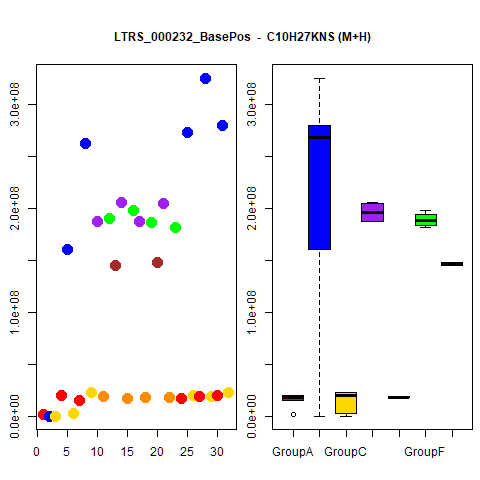 LTRS_000232_BasePos - C10H27KNS (M+H)
3.0e+08
2.0e+08
1.0e+08
0.0e+00
0 5 10 15 20 25 30
3.0e+08
2.0e+08
1.0e+08
0.0e+00
GroupA GroupC GroupF